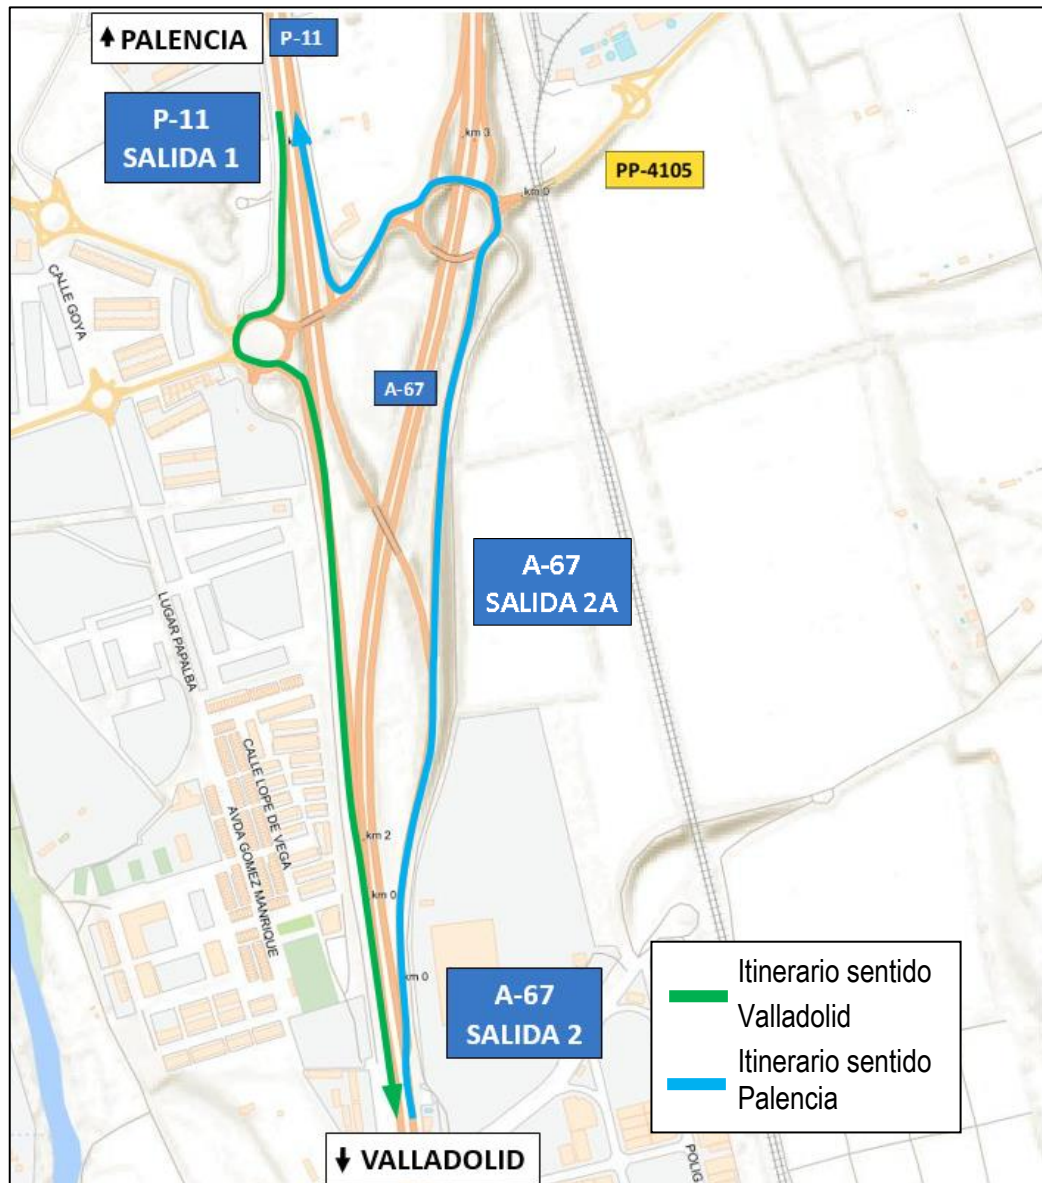 PALENCIA
P-11
P-11
SALIDA 1
km 3
PP-4105
km 0
CALLE GOYA
A-67
A-67
SALIDA 2A
LUGAR PAPALBA
CALLE LOPE DE VEGA
AVDA GOMEZ MANRIQUE
km 2
km 0
km 0
A-67
SALIDA 2
Itinerario sentido
Valladolid
Itinerario sentido
Palencia
VALLADOLID
POLIG